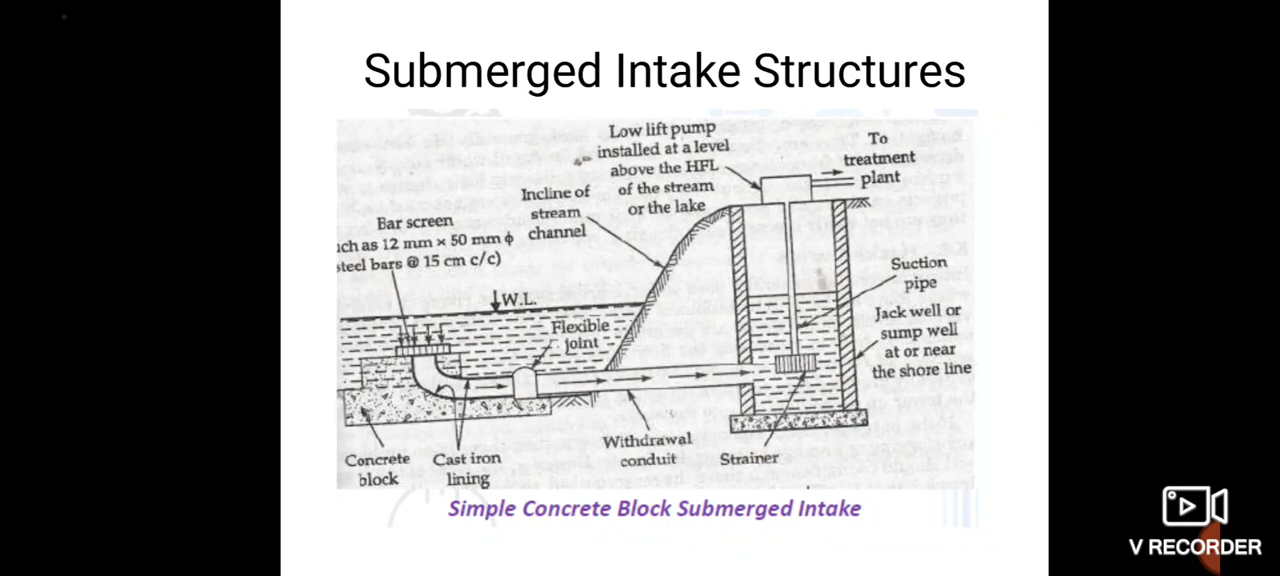 Submerged Intake Structures
Low lift pump
installed at a level
above the HFL
of the stream
or the lake
To
treatment
plant
Incline of
stream
channel
Bar screen
uch as 12 mm × 50 mm ϕ
steel bars @ 15 cm c/c)
W.L.
Flexible
joint
Suction
pipe
Jack well or
sump well
at or near
the shore line
Concrete
block
Cast iron
lining
Withdrawal
conduit
Strainer
Simple Concrete Block Submerged Intake
V RECORDER